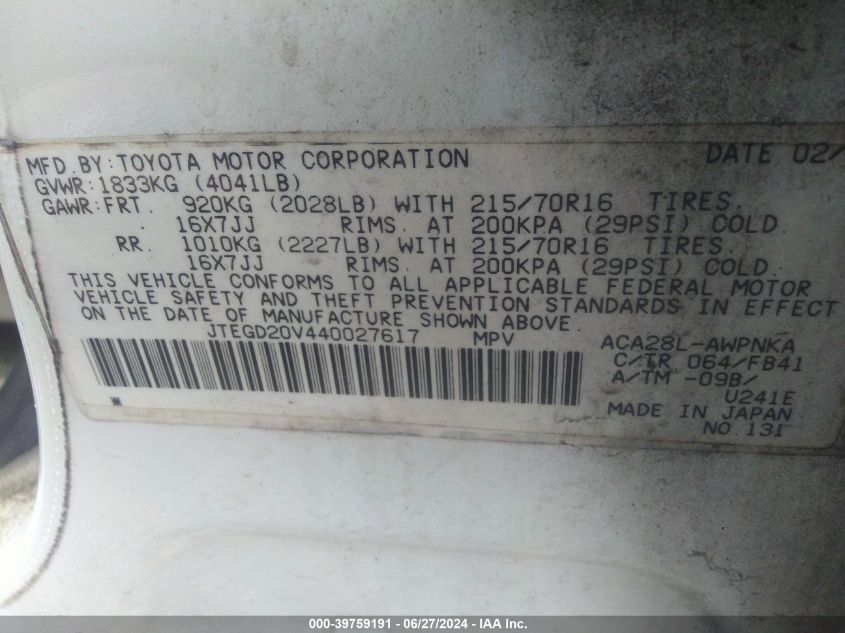 MFD.BY:TOYOTA MOTOR CORPORATION DATE 02/
GVWR:1833KG (4041LB)
GAWR:FRT. 920KG (2028LB) WITH 215/70R16 TIRES.
16X7JJ RIMS. AT 200KPA (29PSI) COLD.
RR. 1010KG (2227LB) WITH 215/70R16 TIRES.
16X7JJ RIMS. AT 200KPA (29PSI) COLD.
THIS VEHICLE CONFORMS TO ALL APPLICABLE FEDERAL MOTOR
VEHICLE SAFETY AND THEFT PREVENTION STANDARDS IN EFFECT
ON THE DATE OF MANUFACTURE SHOWN ABOVE.
JTEGD20V440027617 MPV ACA28L-AWPNKA
C/TR 064/FB41
A/TM -09B/
U241E
MADE IN JAPAN
* NO.131
000-39759191 - 06/27/2024 - IAA Inc.